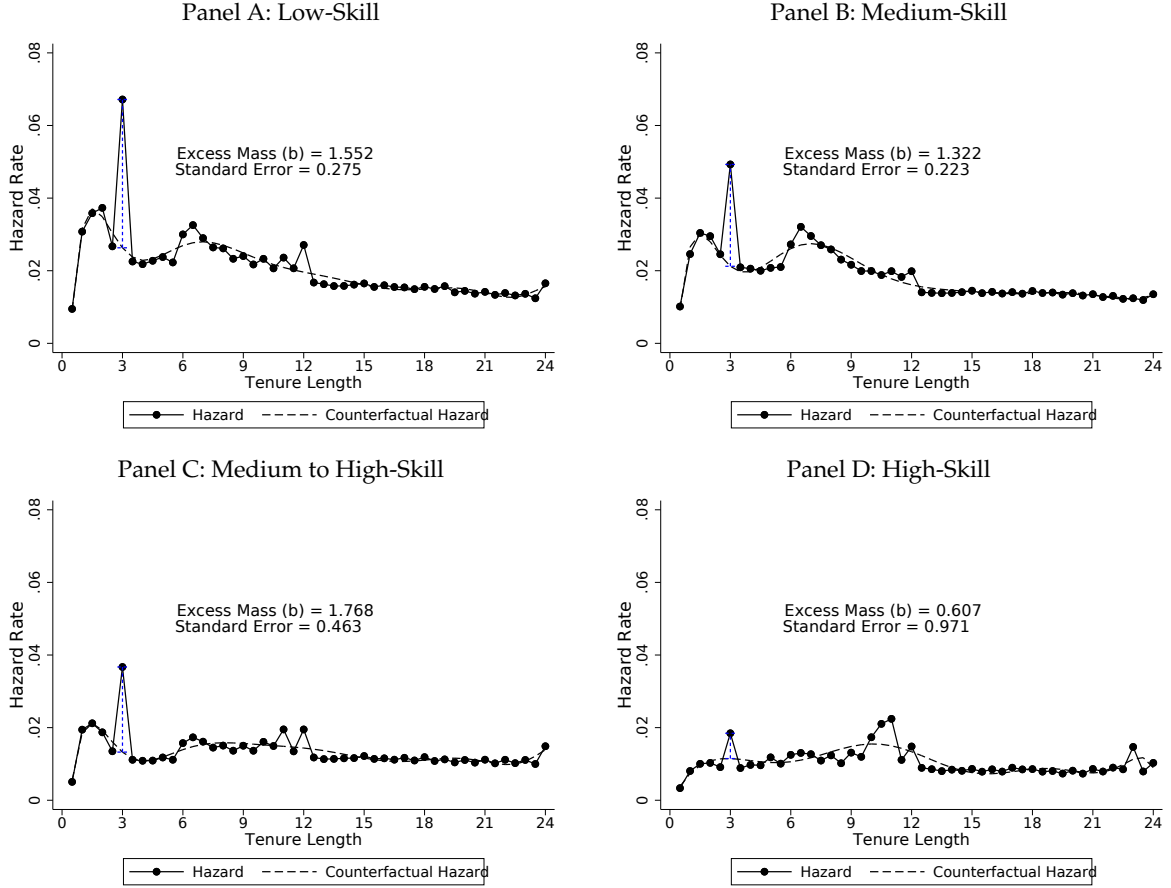 Panel A: Low-Skill
Hazard Rate
0 .02 .04 .06 .08
Excess Mass (b) = 1.552
Standard Error = 0.275
0 3 6 9 12 15 18 21 24
Tenure Length
Hazard Counterfactual Hazard
Panel B: Medium-Skill
Hazard Rate
0 .02 .04 .06 .08
Excess Mass (b) = 1.322
Standard Error = 0.223
0 3 6 9 12 15 18 21 24
Tenure Length
Hazard Counterfactual Hazard
Panel C: Medium to High-Skill
Hazard Rate
0 .02 .04 .06 .08
Excess Mass (b) = 1.768
Standard Error = 0.463
0 3 6 9 12 15 18 21 24
Tenure Length
Hazard Counterfactual Hazard
Panel D: High-Skill
Hazard Rate
0 .02 .04 .06 .08
Excess Mass (b) = 0.607
Standard Error = 0.971
0 3 6 9 12 15 18 21 24
Tenure Length
Hazard Counterfactual Hazard